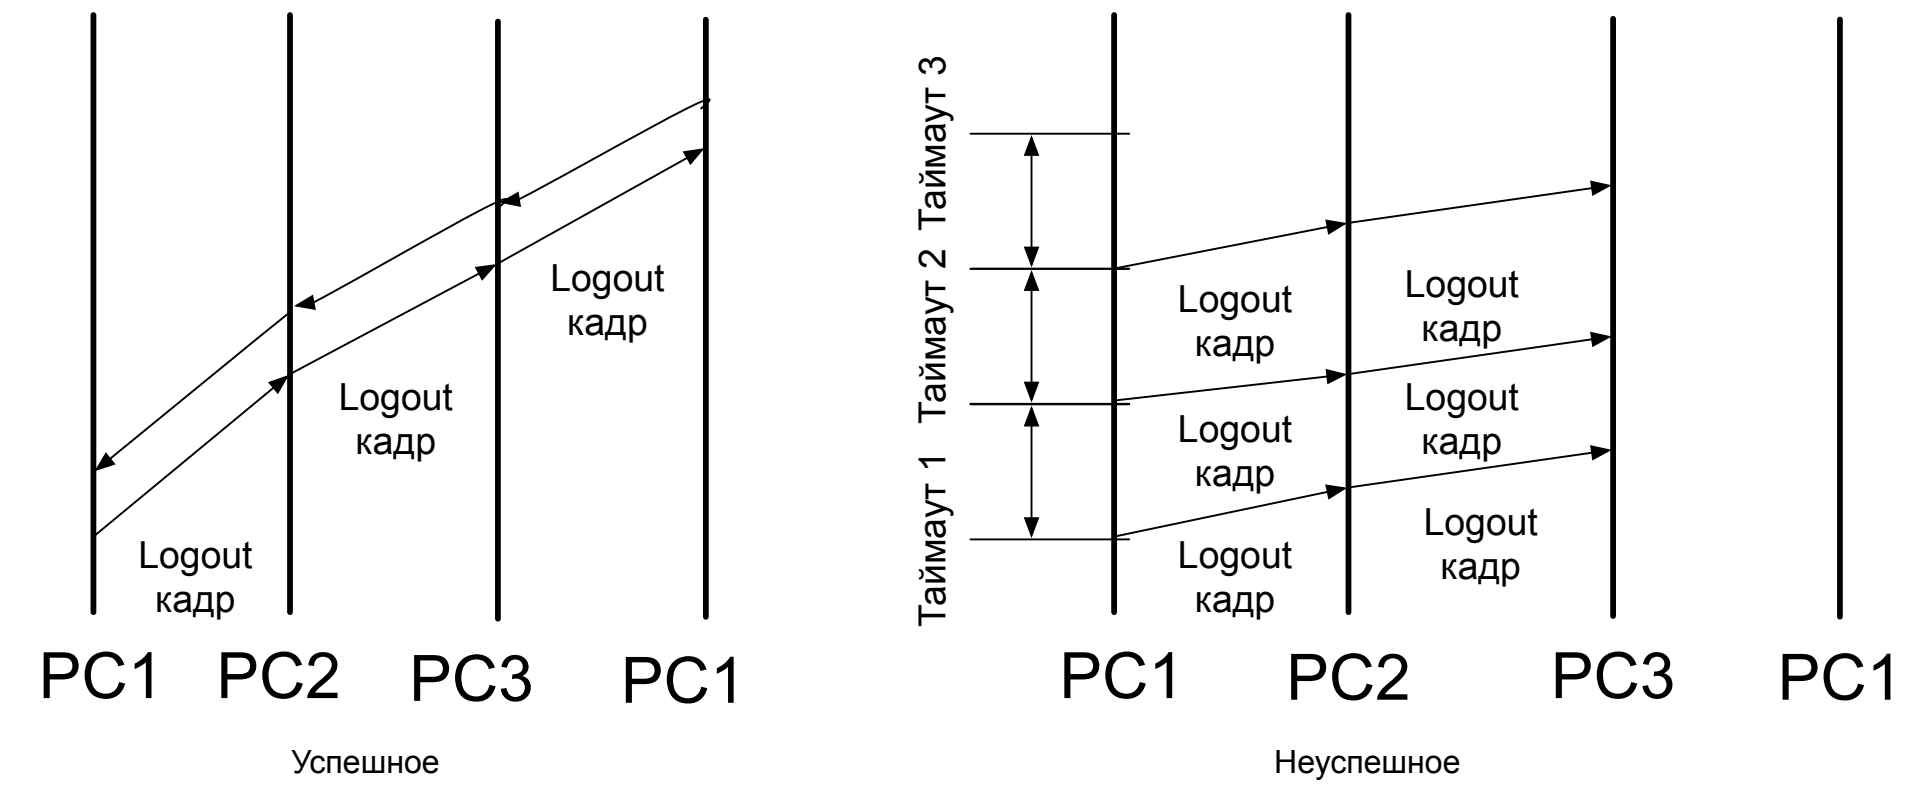 Logout
кадр
Logout
кадр
Logout
кадр
PC1
PC2
PC3
PC1
Успешное
Таймаут 3
Таймаут 2
Таймаут 1
Logout
кадр
Logout
кадр
Logout
кадр
Logout
кадр
Logout
кадр
Logout
кадр
PC1
PC2
PC3
PC1
Неуспешное